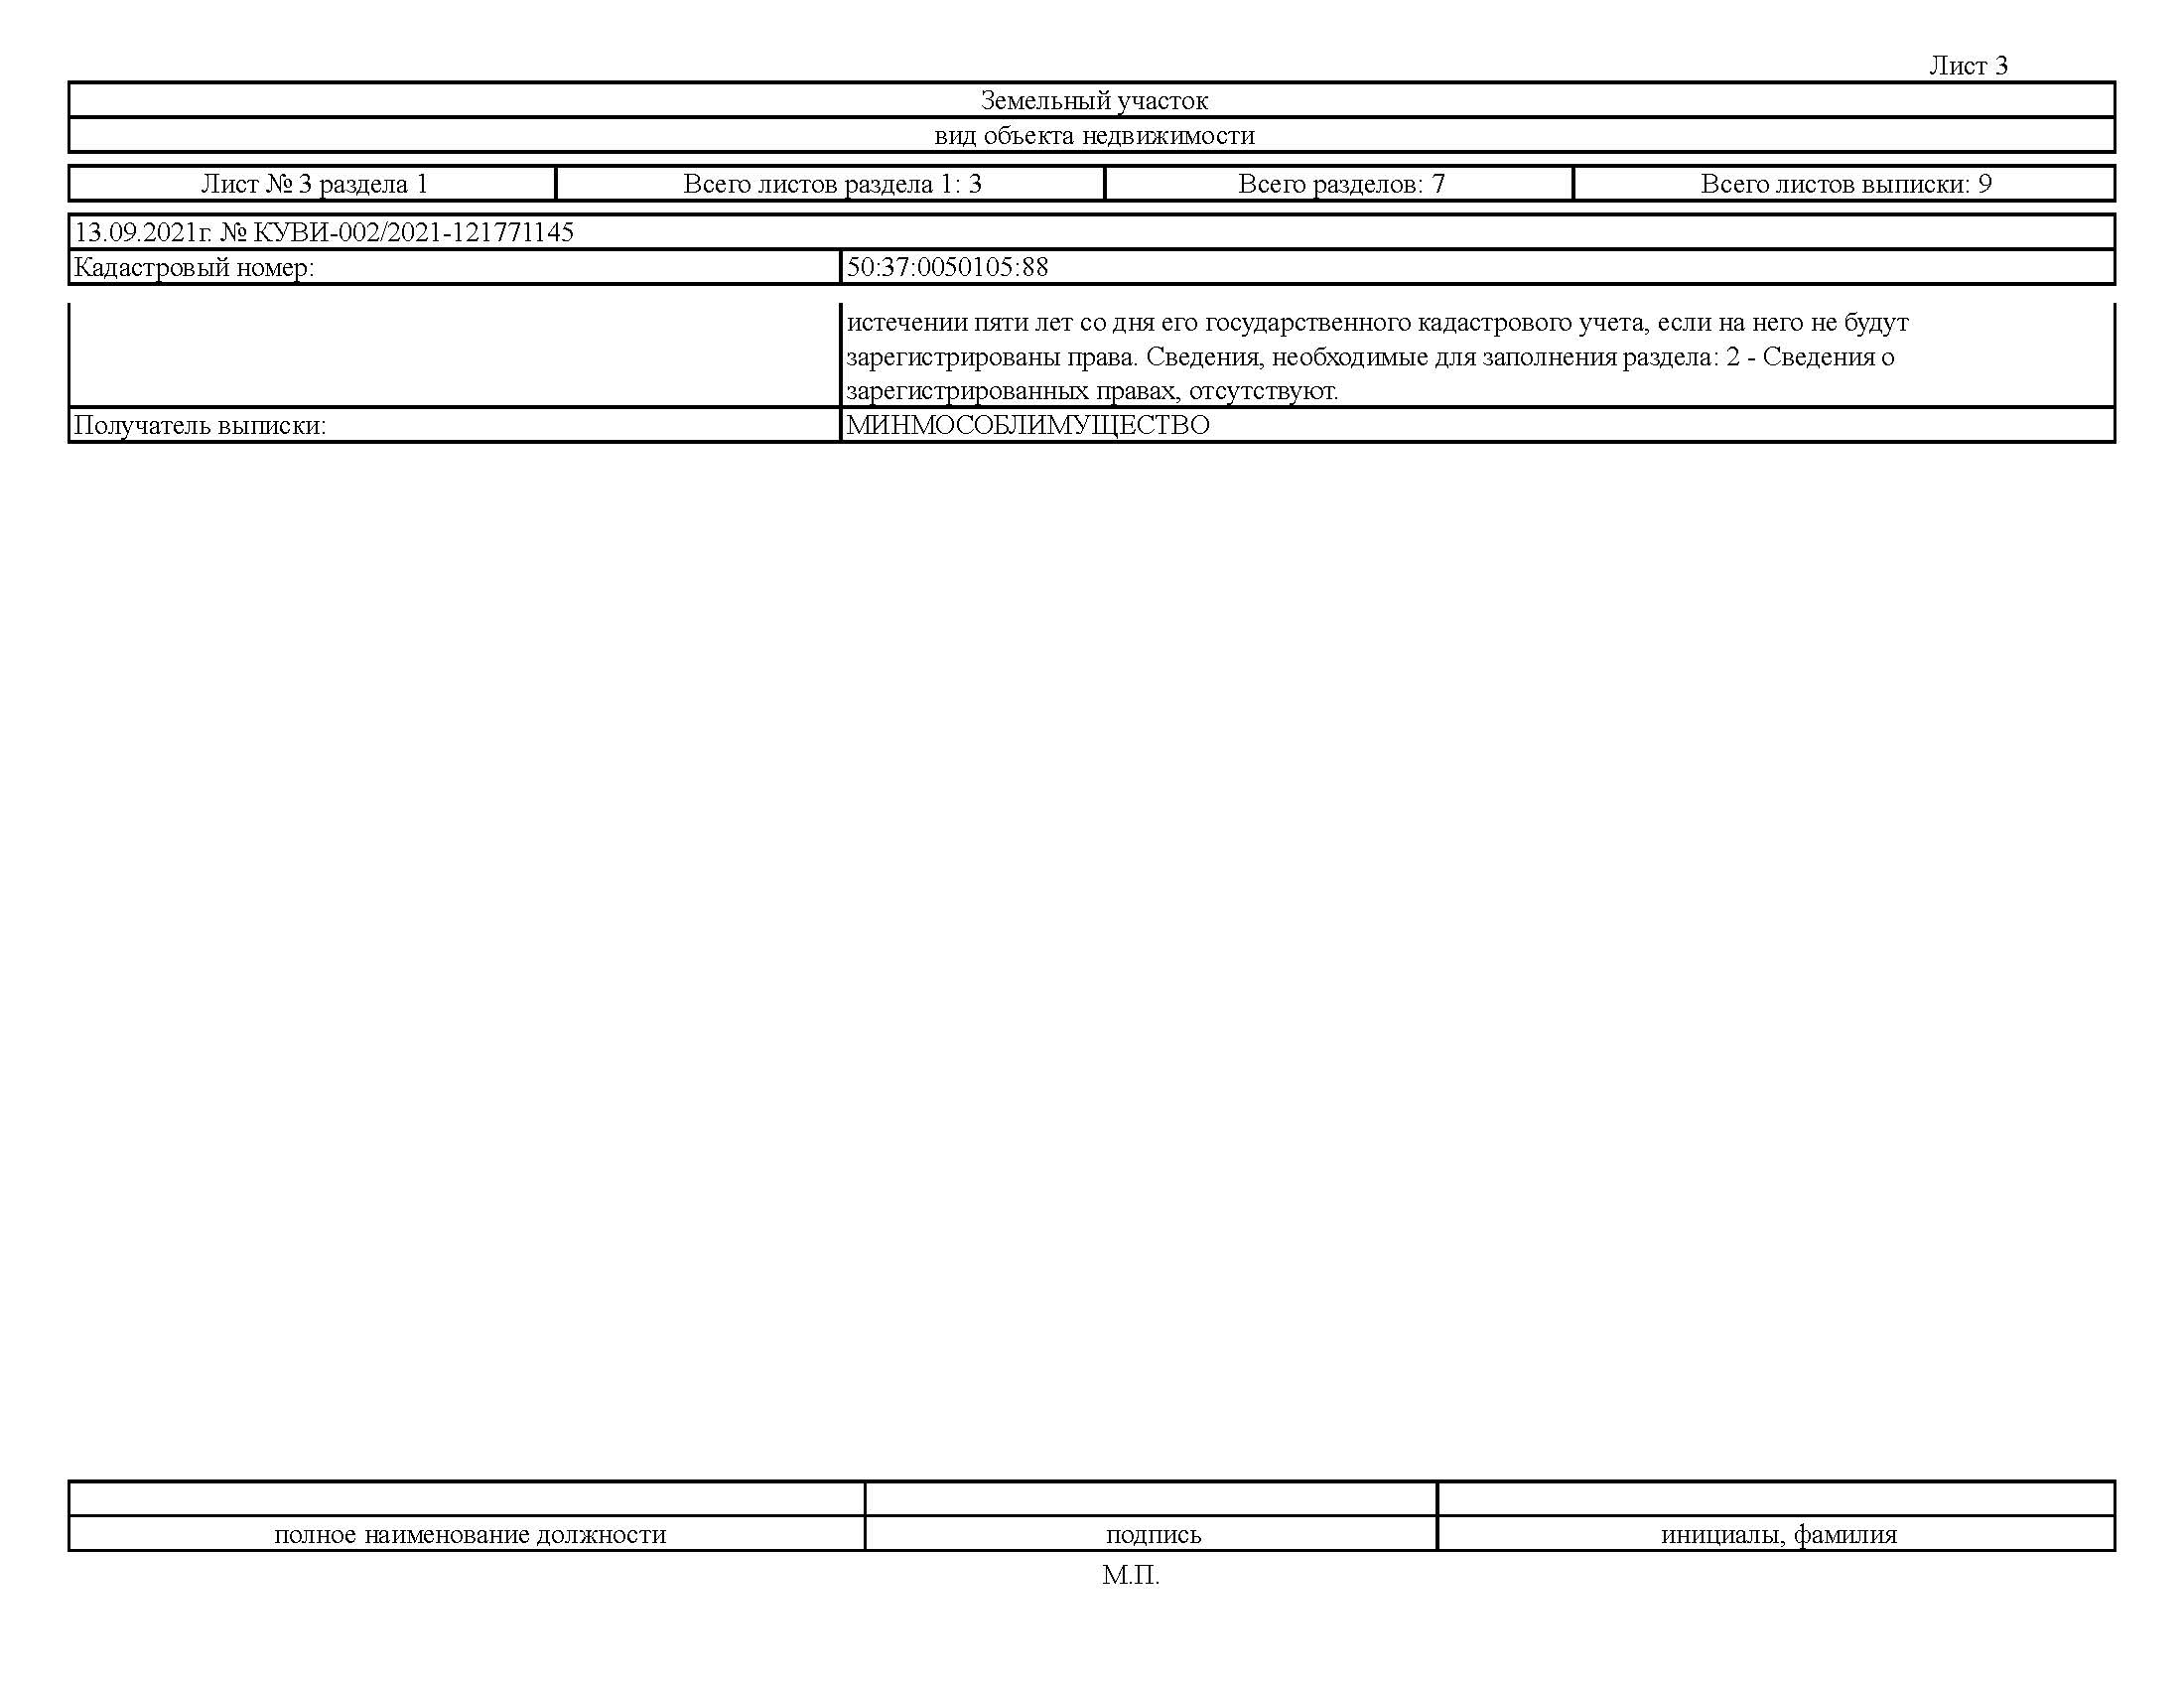 Лист 3
Земельный участок
вид объекта недвижимости
Лист № 3 раздела 1 Всего листов раздела 1: 3 Всего разделов: 7 Всего листов выписки: 9
13.09.2021г. № КУВИ-002/2021-121771145
Кадастровый номер: 50:37:0050105:88
истечении пяти лет со дня его государственного кадастрового учета, если на него не будут
зарегистрированы права. Сведения, необходимые для заполнения раздела: 2 - Сведения о
зарегистрированных правах, отсутствуют.
Получатель выписки: МИНМОСОБЛИМУЩЕСТВО
полное наименование должности подпись инициалы, фамилия
М.П.